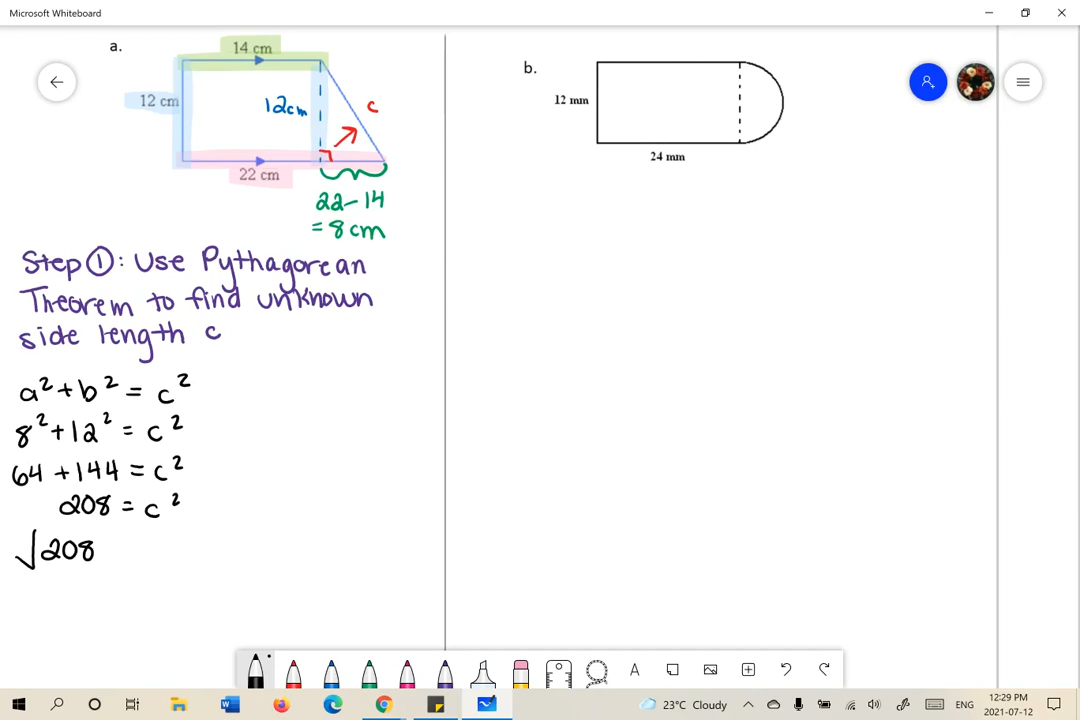 Microsoft Whiteboard
a.
14 cm
12 cm
12cm
c
22 cm
22-14
= 8 cm
Step ①: Use Pythagorean
Theorem to find unknown
side length c
a² + b² = c²
8² + 12² = c²
64 + 144 = c²
208 = c²
√208
b.
12 mm
24 mm
A
23°C Cloudy
ENG
12:29 PM
2021-07-12